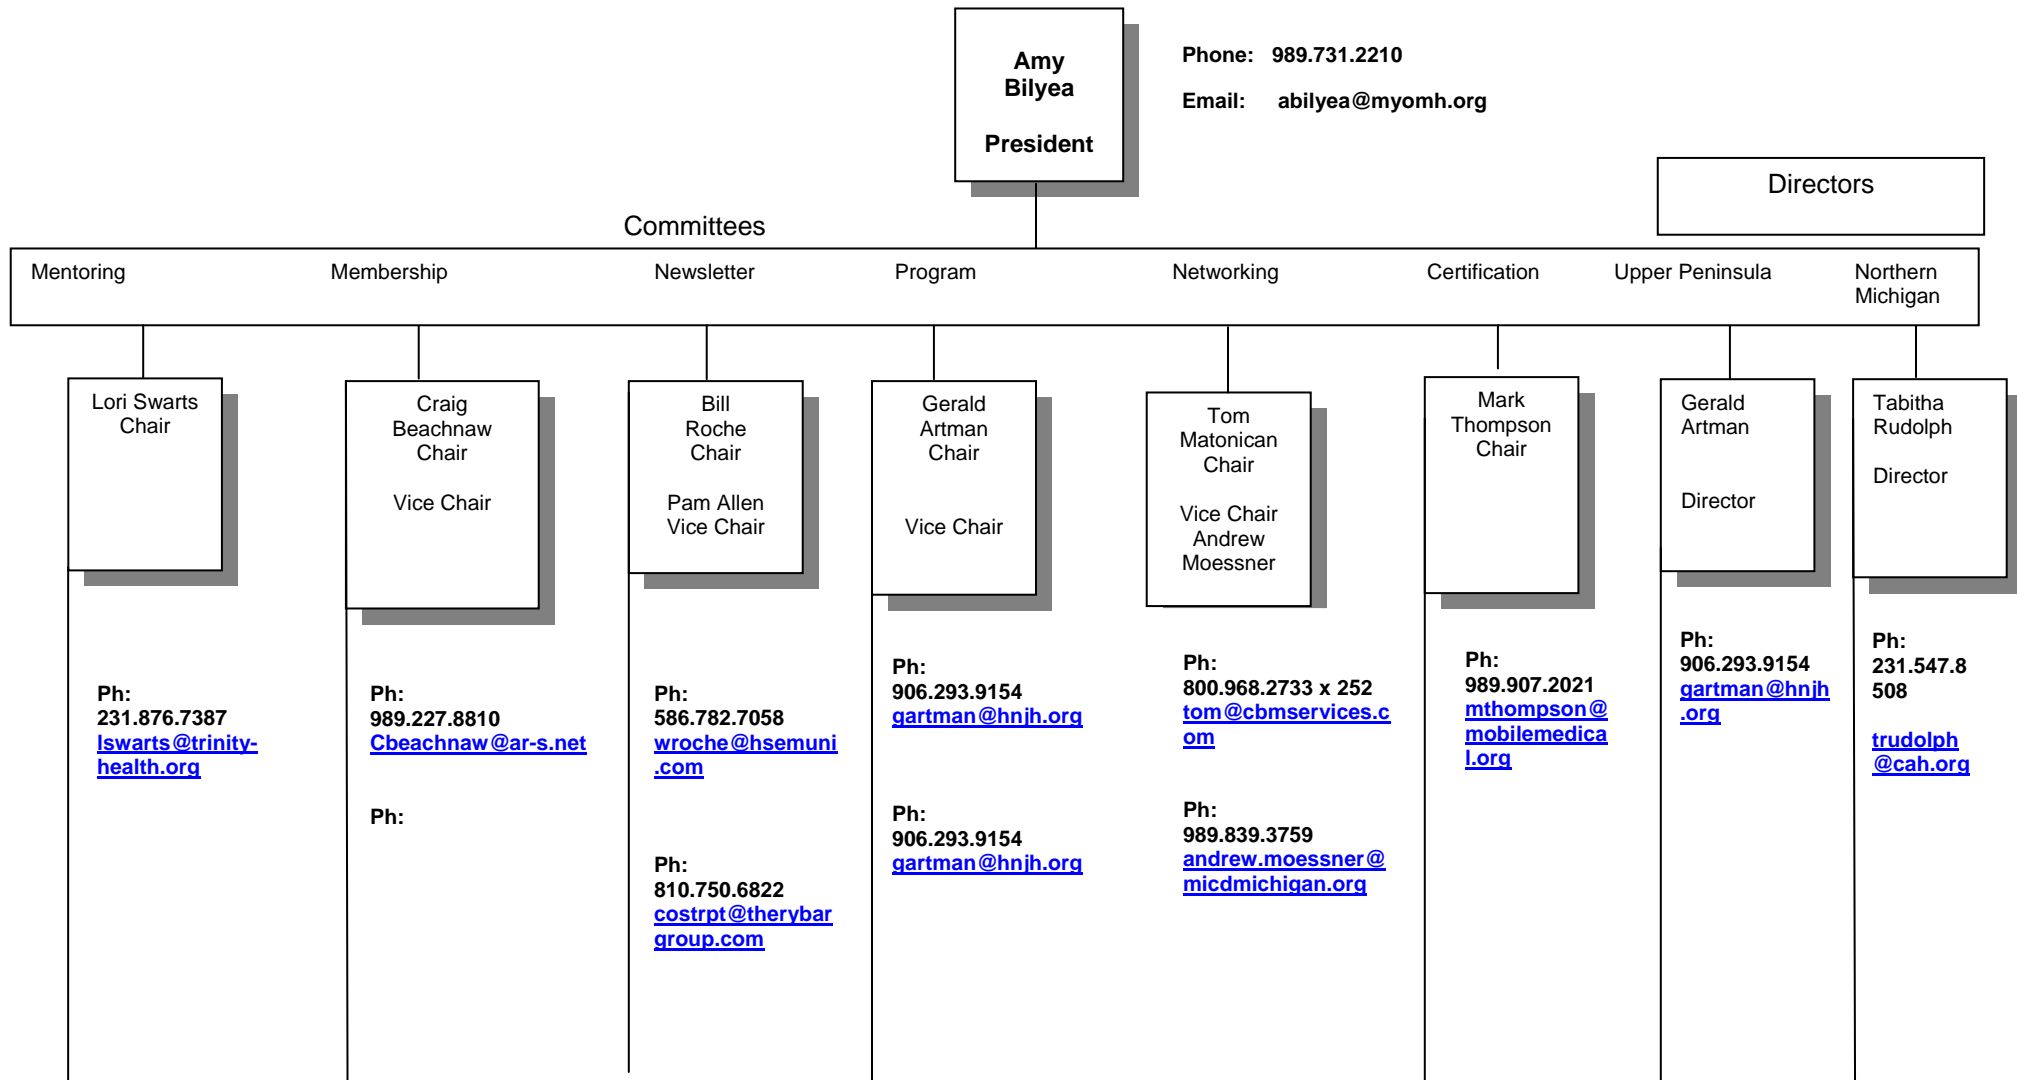 Amy
Bilyea
President
Phone: 989.731.2210
Email: abilyea@myomh.org
Directors
Committees
Mentoring
Membership
Newsletter
Program
Networking
Certification
Upper Peninsula
Northern
Michigan
Lori Swarts
Chair
Craig
Beachnaw
Chair
Vice Chair
Bill
Roche
Chair
Pam Allen
Vice Chair
Gerald
Artman
Chair
Vice Chair
Tom
Matonican
Chair
Vice Chair
Andrew
Moessner
Mark
Thompson
Chair
Gerald
Artman
Director
Tabitha
Rudolph
Director
Ph:
231.876.7387
lswarts@trinity-
health.org
Ph:
989.227.8810
Cbeachnaw@ar-s.net
Ph:
Ph:
586.782.7058
wroche@hsemuni
.com
Ph:
810.750.6822
costrpt@therybar
group.com
Ph:
906.293.9154
gartman@hnjh.org
Ph:
906.293.9154
gartman@hnjh.org
Ph:
800.968.2733 x 252
tom@cbmservices.c
om
Ph:
989.839.3759
andrew.moessner@
micdmichigan.org
Ph:
989.907.2021
mthompson@
mobilemedica
l.org
Ph:
906.293.9154
gartman@hnjh
.org
Ph:
231.547.8
508
trudolph
@cah.org